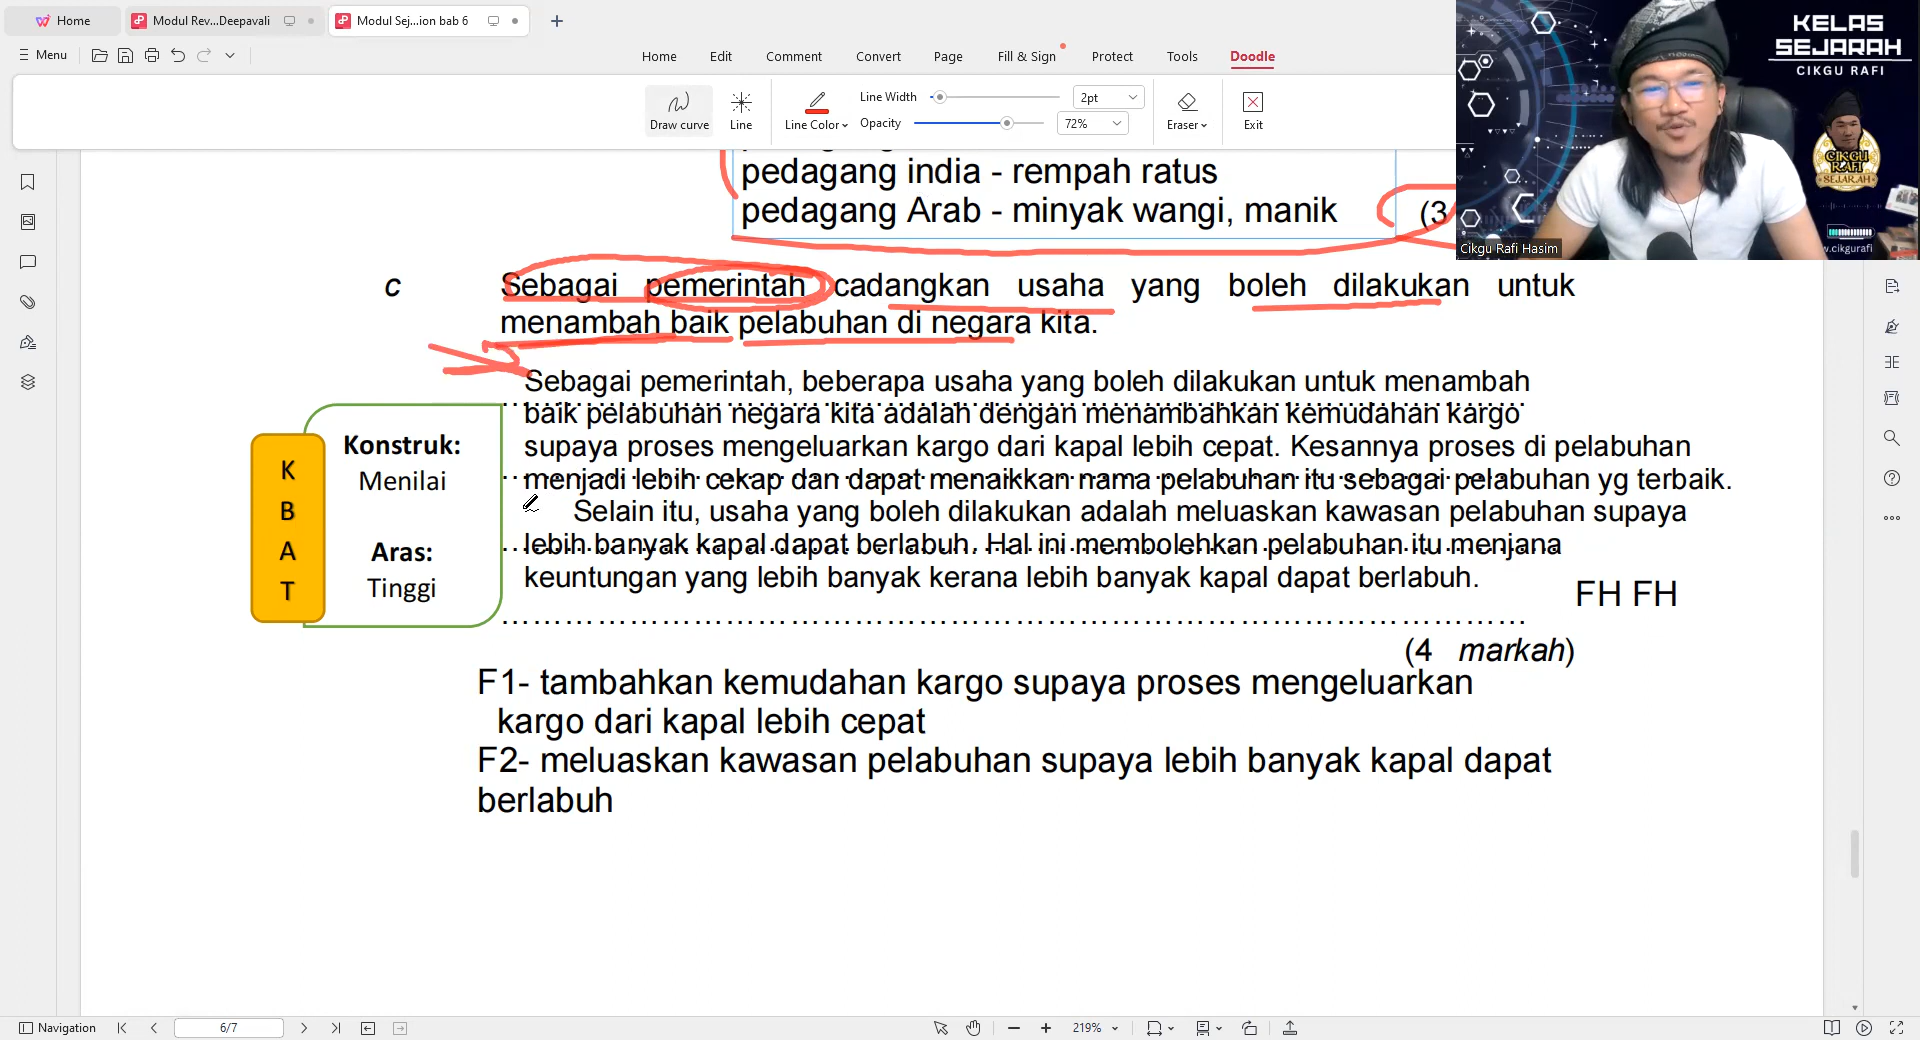 Home
Modul Rev...Deepavali
Modul Sej...ion bab 6
Menu
Home Edit Comment Convert Page Fill & Sign Protect Tools Doodle
Draw curve
Line
Line Color
Line Width
2pt
Opacity
72%
Eraser
Exit
KELAS
SEJARAH
CIKGU RAFI
CIKGU
RAFI
SEJARAH
Cikgu Rafi Hasim
w.cikgurafi
pedagang india - rempah ratus
pedagang Arab - minyak wangi, manik
(3
c Sebagai pemerintah cadangkan usaha yang boleh dilakukan untuk
menambah baik pelabuhan di negara kita.
Sebagai pemerintah, beberapa usaha yang boleh dilakukan untuk menambah
baik pelabuhan negara kita adalah dengan menambahkan kemudahan kargo
supaya proses mengeluarkan kargo dari kapal lebih cepat. Kesannya proses di pelabuhan
menjadi lebih cekap dan dapat menaikkan nama pelabuhan itu sebagai pelabuhan yg terbaik.
Selain itu, usaha yang boleh dilakukan adalah meluaskan kawasan pelabuhan supaya
lebih banyak kapal dapat berlabuh. Hal ini membolehkan pelabuhan itu menjana
keuntungan yang lebih banyak kerana lebih banyak kapal dapat berlabuh.
K
B
A
T
Konstruk:
Menilai
Aras:
Tinggi
FH FH
(4 markah)
F1- tambahkan kemudahan kargo supaya proses mengeluarkan
kargo dari kapal lebih cepat
F2- meluaskan kawasan pelabuhan supaya lebih banyak kapal dapat
berlabuh
Navigation
6/7
219%